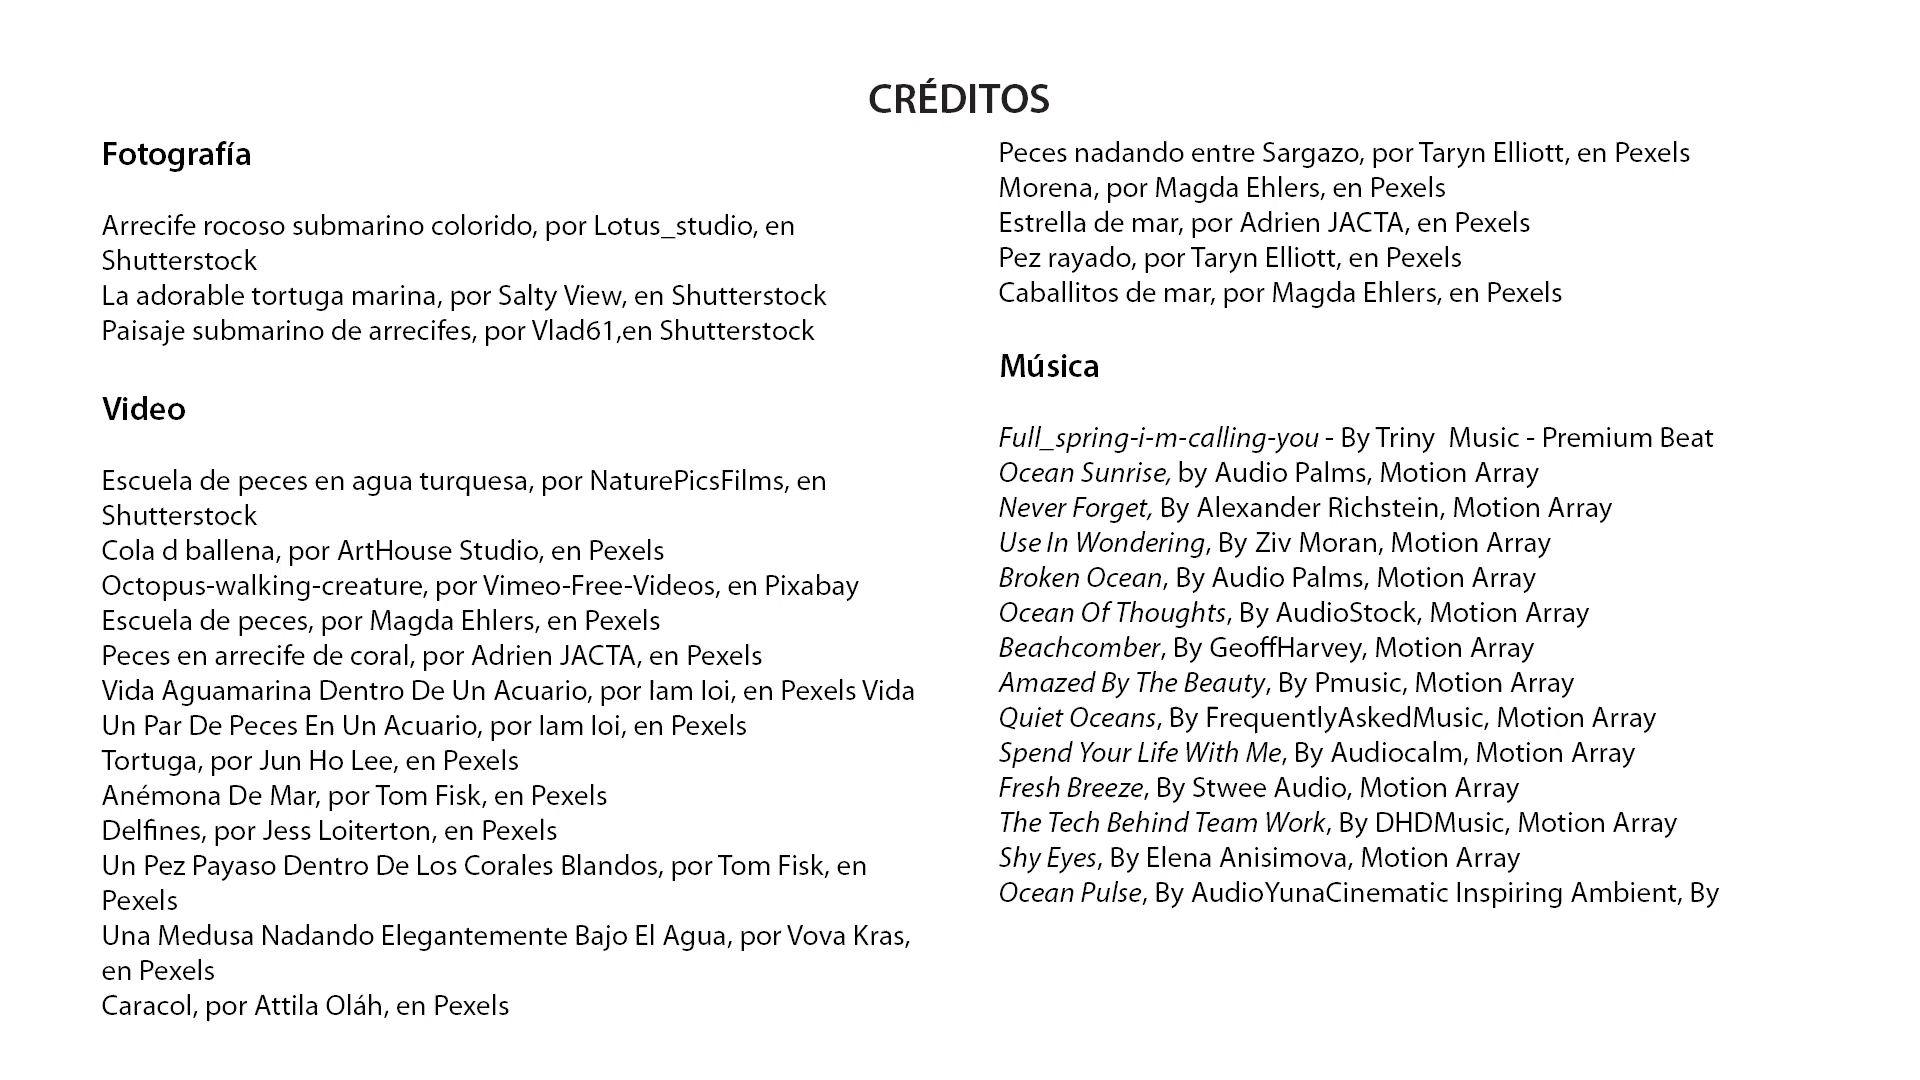 CRÉDITOS
Fotografía
Arrecife rocoso submarino colorido, por Lotus_studio, en
Shutterstock
La adorable tortuga marina, por Salty View, en Shutterstock
Paisaje submarino de arrecifes, por Vlad61,en Shutterstock
Video
Escuela de peces en agua turquesa, por NaturePicsFilms, en
Shutterstock
Cola d ballena, por ArtHouse Studio, en Pexels
Octopus-walking-creature, por Vimeo-Free-Videos, en Pixabay
Escuela de peces, por Magda Ehlers, en Pexels
Peces en arrecife de coral, por Adrien JACTA, en Pexels
Vida Aguamarina Dentro De Un Acuario, por Iam Ioi, en Pexels Vida
Un Par De Peces En Un Acuario, por Iam Ioi, en Pexels
Tortuga, por Jun Ho Lee, en Pexels
Anémona De Mar, por Tom Fisk, en Pexels
Delfines, por Jess Loiterton, en Pexels
Un Pez Payaso Dentro De Los Corales Blandos, por Tom Fisk, en
Pexels
Una Medusa Nadando Elegantemente Bajo El Agua, por Vova Kras,
en Pexels
Caracol, por Attila Oláh, en Pexels
Peces nadando entre Sargazo, por Taryn Elliott, en Pexels
Morena, por Magda Ehlers, en Pexels
Estrella de mar, por Adrien JACTA, en Pexels
Pez rayado, por Taryn Elliott, en Pexels
Caballitos de mar, por Magda Ehlers, en Pexels
Música
Full_spring-i-m-calling-you - By Triny  Music - Premium Beat
Ocean Sunrise, by Audio Palms, Motion Array
Never Forget, By Alexander Richstein, Motion Array
Use In Wondering, By Ziv Moran, Motion Array
Broken Ocean, By Audio Palms, Motion Array
Ocean Of Thoughts, By AudioStock, Motion Array
Beachcomber, By GeoffHarvey, Motion Array
Amazed By The Beauty, By Pmusic, Motion Array
Quiet Oceans, By FrequentlyAskedMusic, Motion Array
Spend Your Life With Me, By Audiocalm, Motion Array
Fresh Breeze, By Stwee Audio, Motion Array
The Tech Behind Team Work, By DHDMusic, Motion Array
Shy Eyes, By Elena Anisimova, Motion Array
Ocean Pulse, By AudioYunaCinematic Inspiring Ambient, By